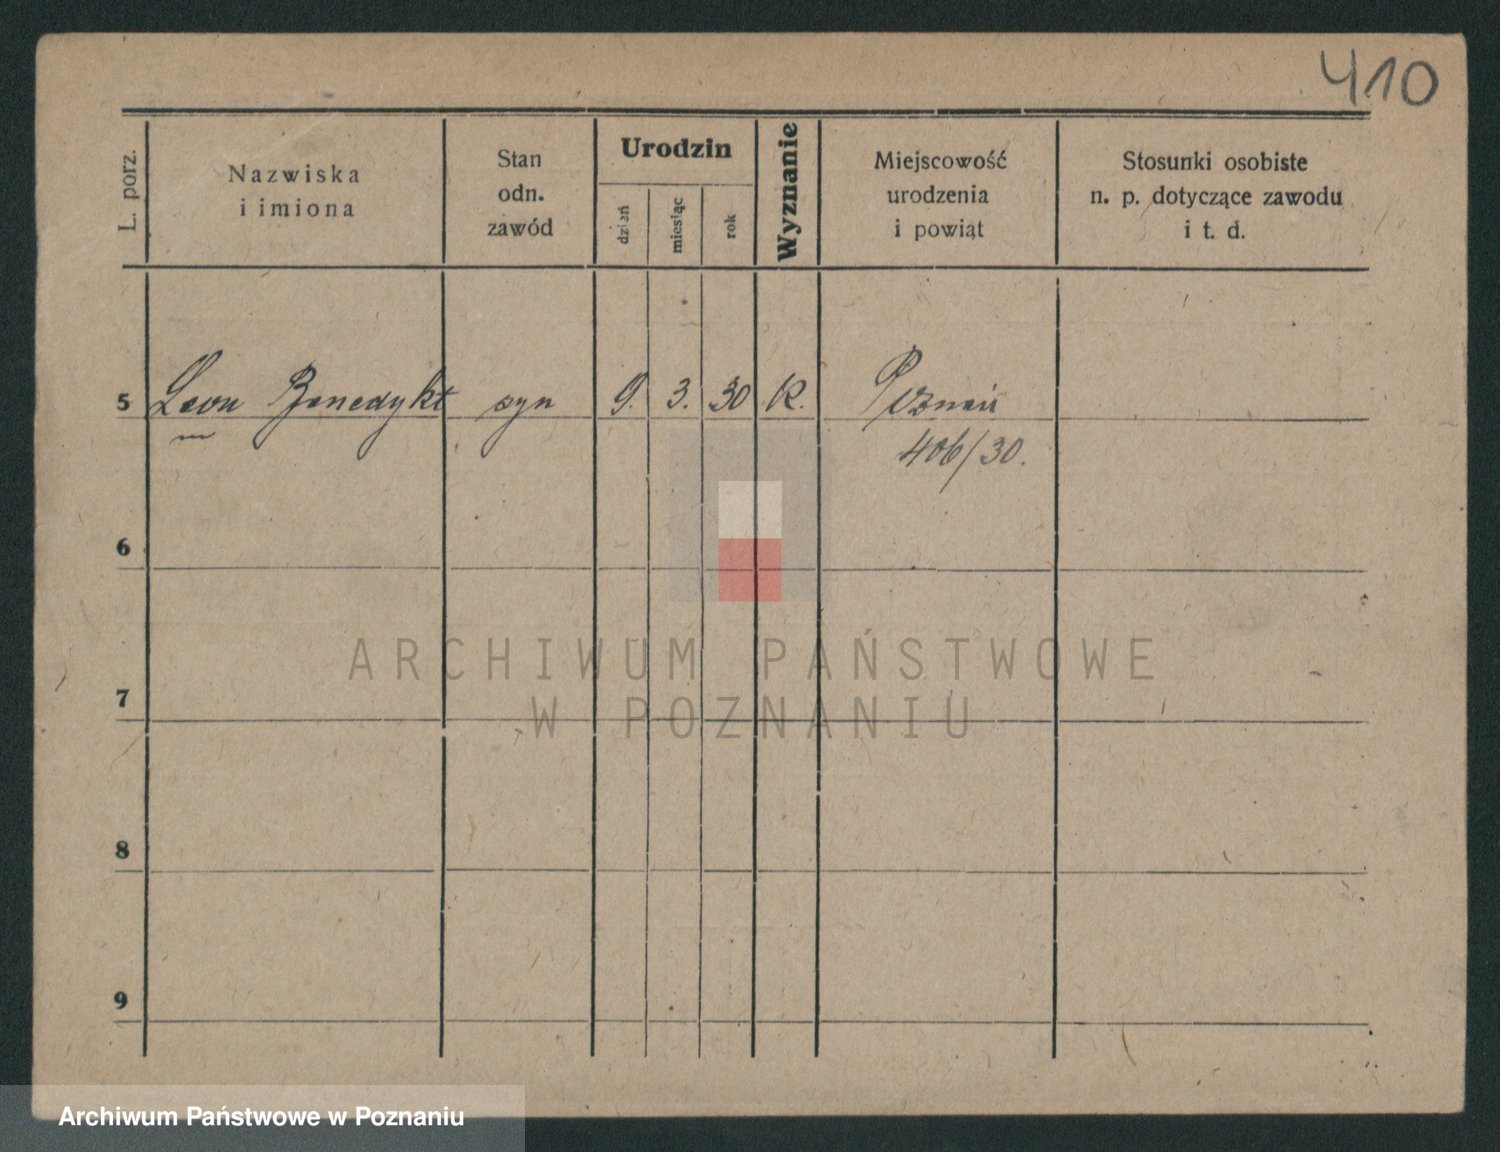 410
L. porz.
Nazwiska
i imiona
Stan
odn.
zawód
Urodzin
dzień
miesiąc
rok
Wyznanie
Miejscowość
urodzenia
i powiat
Stosunki osobiste
n. p. dotyczące zawodu
i t. d.
5 Leon Benedykt syn 9. 3. 30 k. Poznań
406/30.
6
7
8
9
ARCHIWUM PAŃSTWOWE
W POZNANIU
Archiwum Państwowe w Poznaniu